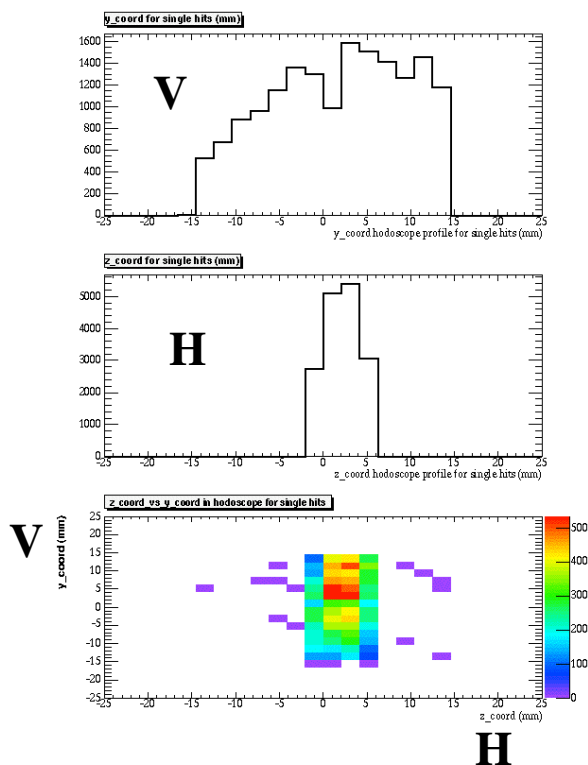 y_coord for single hits (mm)
1600
1400
1200
1000
800
600
400
200
0
V
-25 -20 -15 -10 -5 0 5 10 15 20 25
y_coord hodoscope profile for single hits (mm)
z_coord for single hits (mm)
5000
4000
3000
2000
1000
0
H
-25 -20 -15 -10 -5 0 5 10 15 20 25
z_coord hodoscope profile for single hits (mm)
z_coord_vs_y_coord in hodoscope for single hits
V
y_coord (mm)
25
20
15
10
5
0
-5
-10
-15
-20
-25
500
400
300
200
100
0
-25 -20 -15 -10 -5 0 5 10 15 20 25
z_coord (mm)
H